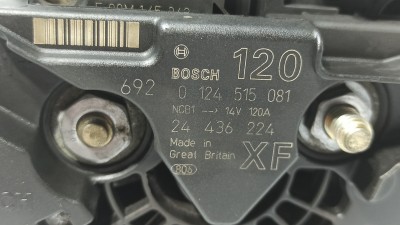 BOSCH 120
692 0 124 515 081
NCB1 --> 14V 120A
24 436 224
Made in
Great Britain XF